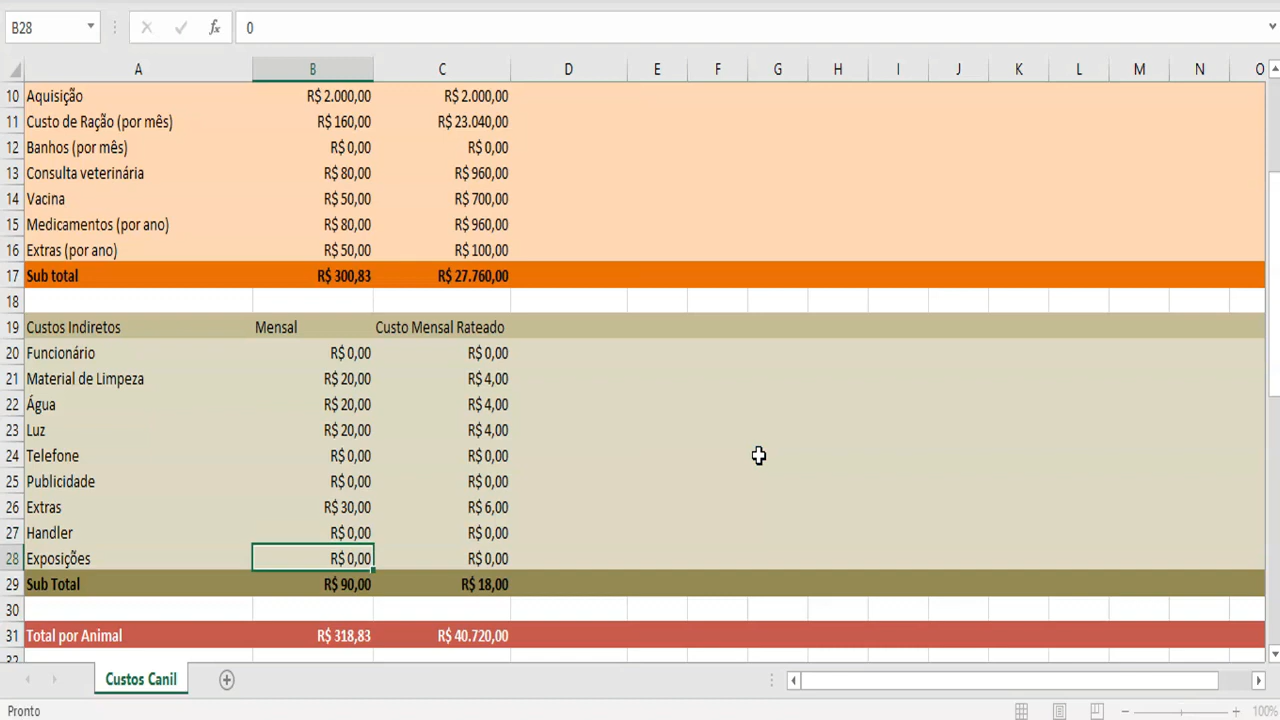 B28 fx 0
A B C D E F G H I J K L M N O
10 Aquisição R$ 2.000,00 R$ 2.000,00
11 Custo de Ração (por mês) R$ 160,00 R$ 23.040,00
12 Banhos (por mês) R$ 0,00 R$ 0,00
13 Consulta veterinária R$ 80,00 R$ 960,00
14 Vacina R$ 50,00 R$ 700,00
15 Medicamentos (por ano) R$ 80,00 R$ 960,00
16 Extras (por ano) R$ 50,00 R$ 100,00
17 Sub total R$ 300,83 R$ 27.760,00
18
19 Custos Indiretos Mensal Custo Mensal Rateado
20 Funcionário R$ 0,00 R$ 0,00
21 Material de Limpeza R$ 20,00 R$ 4,00
22 Água R$ 20,00 R$ 4,00
23 Luz R$ 20,00 R$ 4,00
24 Telefone R$ 0,00 R$ 0,00
25 Publicidade R$ 0,00 R$ 0,00
26 Extras R$ 30,00 R$ 6,00
27 Handler R$ 0,00 R$ 0,00
28 Exposições R$ 0,00 R$ 0,00
29 Sub Total R$ 90,00 R$ 18,00
30
31 Total por Animal R$ 318,83 R$ 40.720,00
32
Custos Canil
Pronto 100%